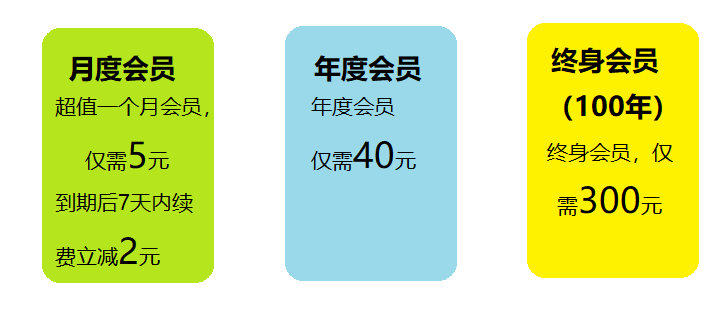 月度会员
超值一个月会员，
仅需5元
到期后7天内续
费立减2元
年度会员
年度会员
仅需40元
终身会员
（100年）
终身会员，仅
需300元